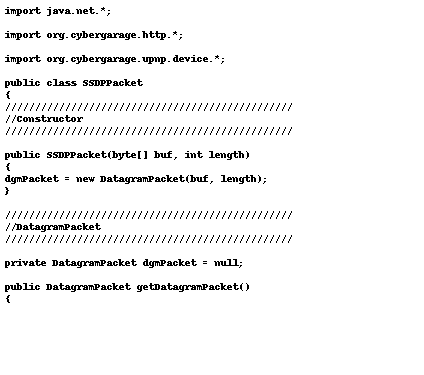 import java.net.*;
import org.cybergarage.http.*;
import org.cybergarage.upnp.device.*;
public class SSDPPacket
{
////////////////////////////////////////////////
//Constructor
////////////////////////////////////////////////
public SSDPPacket(byte[] buf, int length)
{
dgmPacket = new DatagramPacket(buf, length);
}
////////////////////////////////////////////////
//DatagramPacket
////////////////////////////////////////////////
private DatagramPacket dgmPacket = null;
public DatagramPacket getDatagramPacket()
{